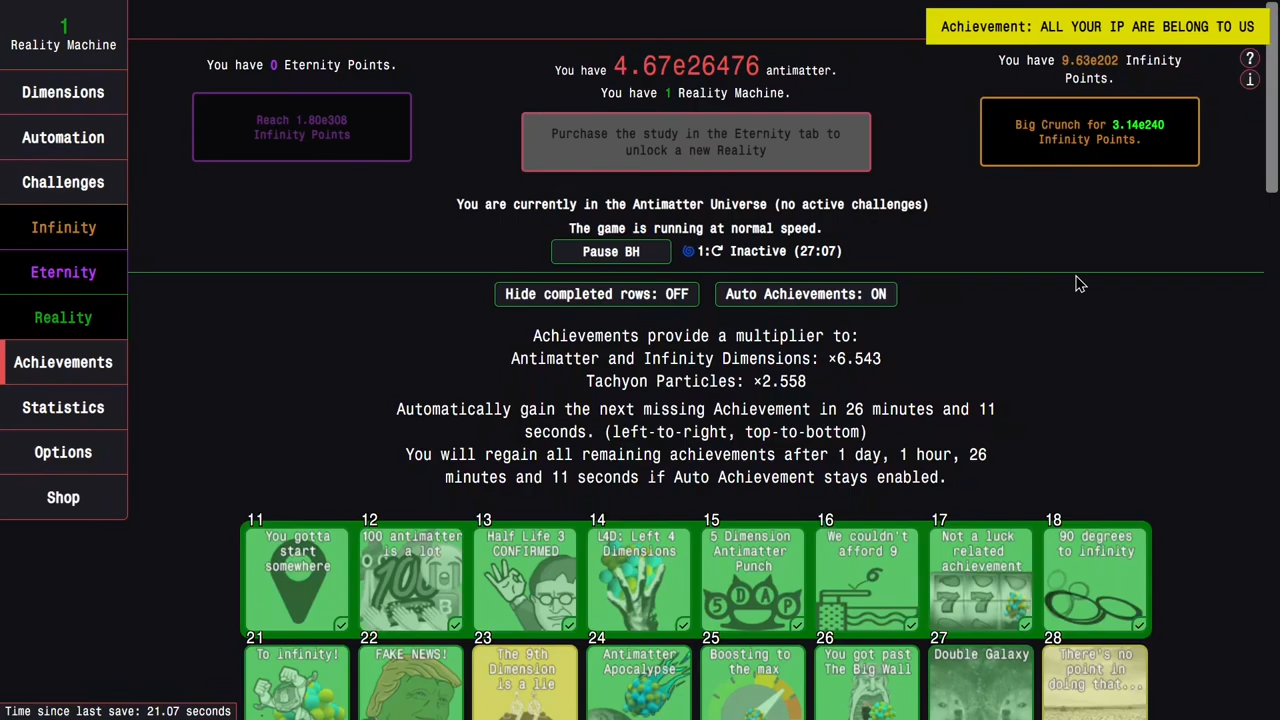 1
Reality Machine
Dimensions
Automation
Challenges
Infinity
Eternity
Reality
Achievements
Statistics
Options
Shop
Time since last save: 21.07 seconds
Achievement: ALL YOUR IP ARE BELONG TO US
You have 0 Eternity Points.
Reach 1.80e308
Infinity Points
You have 4.67e26476 antimatter.
You have 1 Reality Machine.
Purchase the study in the Eternity tab to
unlock a new Reality
You have 9.63e202 Infinity
Points.
Big Crunch for 3.14e240
Infinity Points.
?
i
You are currently in the Antimatter Universe (no active challenges)
The game is running at normal speed.
Pause BH
1: Inactive (27:07)
Hide completed rows: OFF
Auto Achievements: ON
Achievements provide a multiplier to:
Antimatter and Infinity Dimensions: ×6.543
Tachyon Particles: ×2.558
Automatically gain the next missing Achievement in 26 minutes and 11
seconds. (left-to-right, top-to-bottom)
You will regain all remaining achievements after 1 day, 1 hour, 26
minutes and 11 seconds if Auto Achievement stays enabled.
11
You gotta
start
somewhere
12
100 antimatter
is a lot
13
Half Life 3
CONFIRMED
14
L4D: Left 4
Dimensions
15
5 Dimension
Antimatter
Punch
5 D A P
16
We couldn't
afford 9
17
Not a luck
related
achievement
18
90 degrees
to infinity
21
To infinity!
22
FAKE NEWS!
23
The 9th
Dimension
is a lie
24
Antimatter
Apocalypse
25
Boosting to
the max
26
You got past
The Big Wall
27
Double Galaxy
28
There's no
point in
doing that...